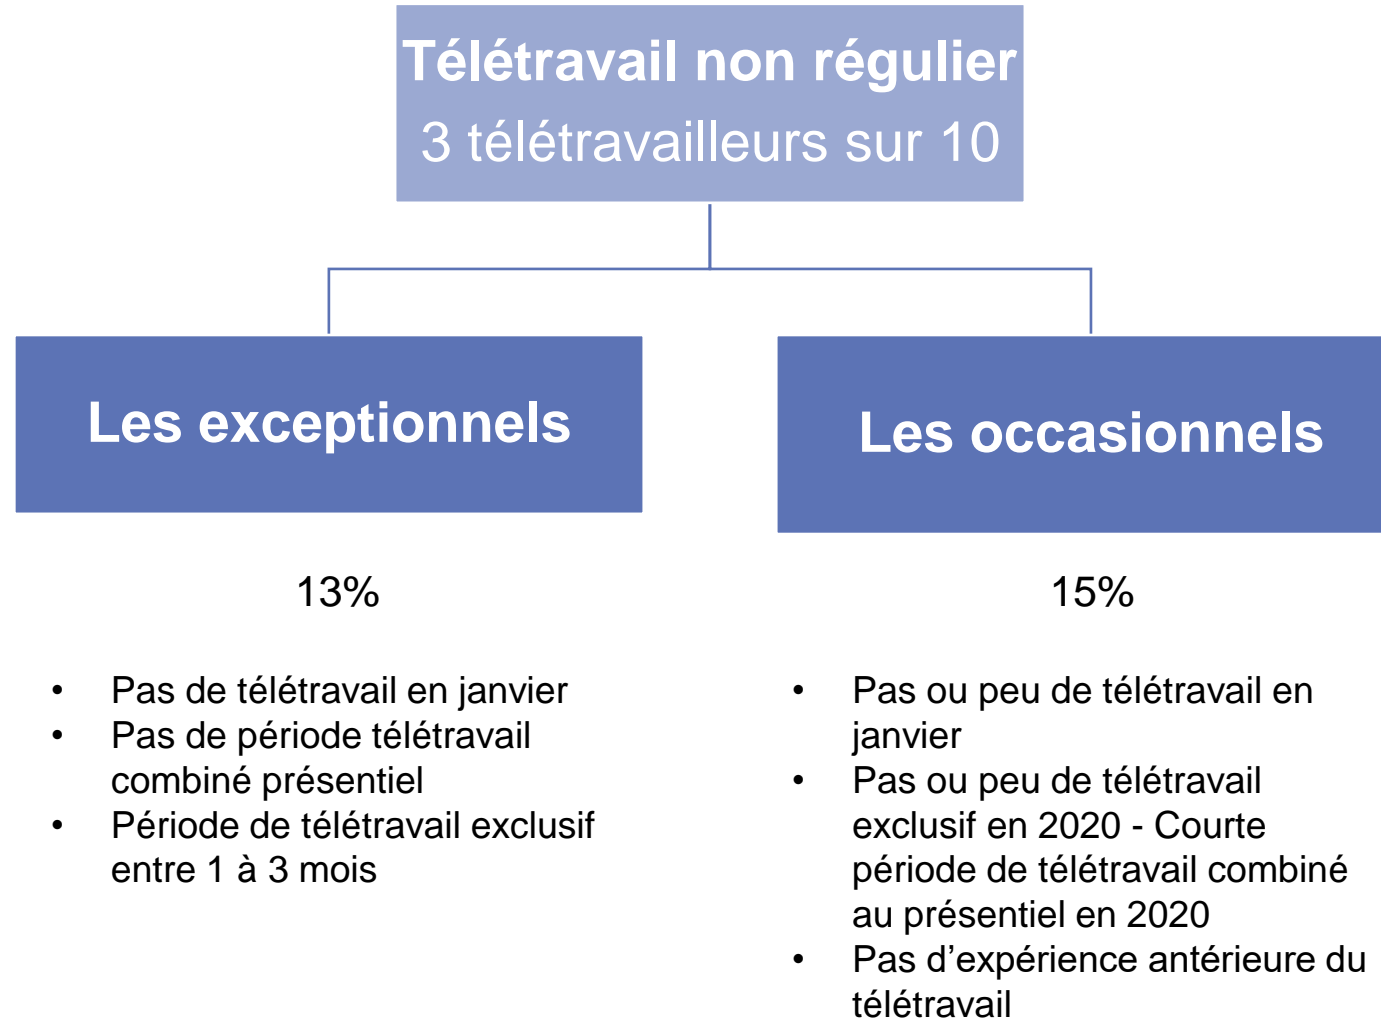 Télétravail non régulier
3 télétravailleurs sur 10
Les exceptionnels
13%
• Pas de télétravail en janvier
• Pas de période télétravail
combiné présentiel
• Période de télétravail exclusif
entre 1 à 3 mois
Les occasionnels
15%
• Pas ou peu de télétravail en
janvier
• Pas ou peu de télétravail
exclusif en 2020 - Courte
période de télétravail combiné
au présentiel en 2020
• Pas d’expérience antérieure du
télétravail